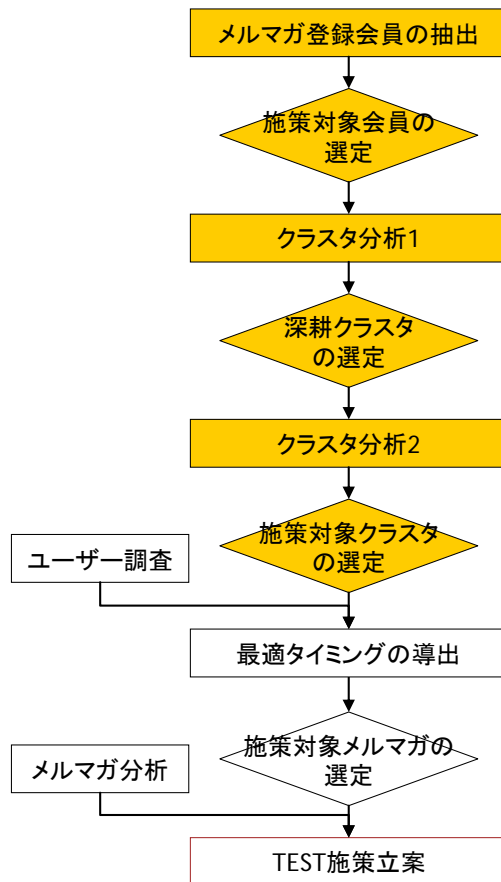 メルマガ登録会員の抽出
施策対象会員の
選定
クラスタ分析1
深耕クラスタ
の選定
クラスタ分析2
施策対象クラスタ
の選定
ユーザー調査
最適タイミングの導出
施策対象メルマガの
選定
メルマガ分析
TEST施策立案